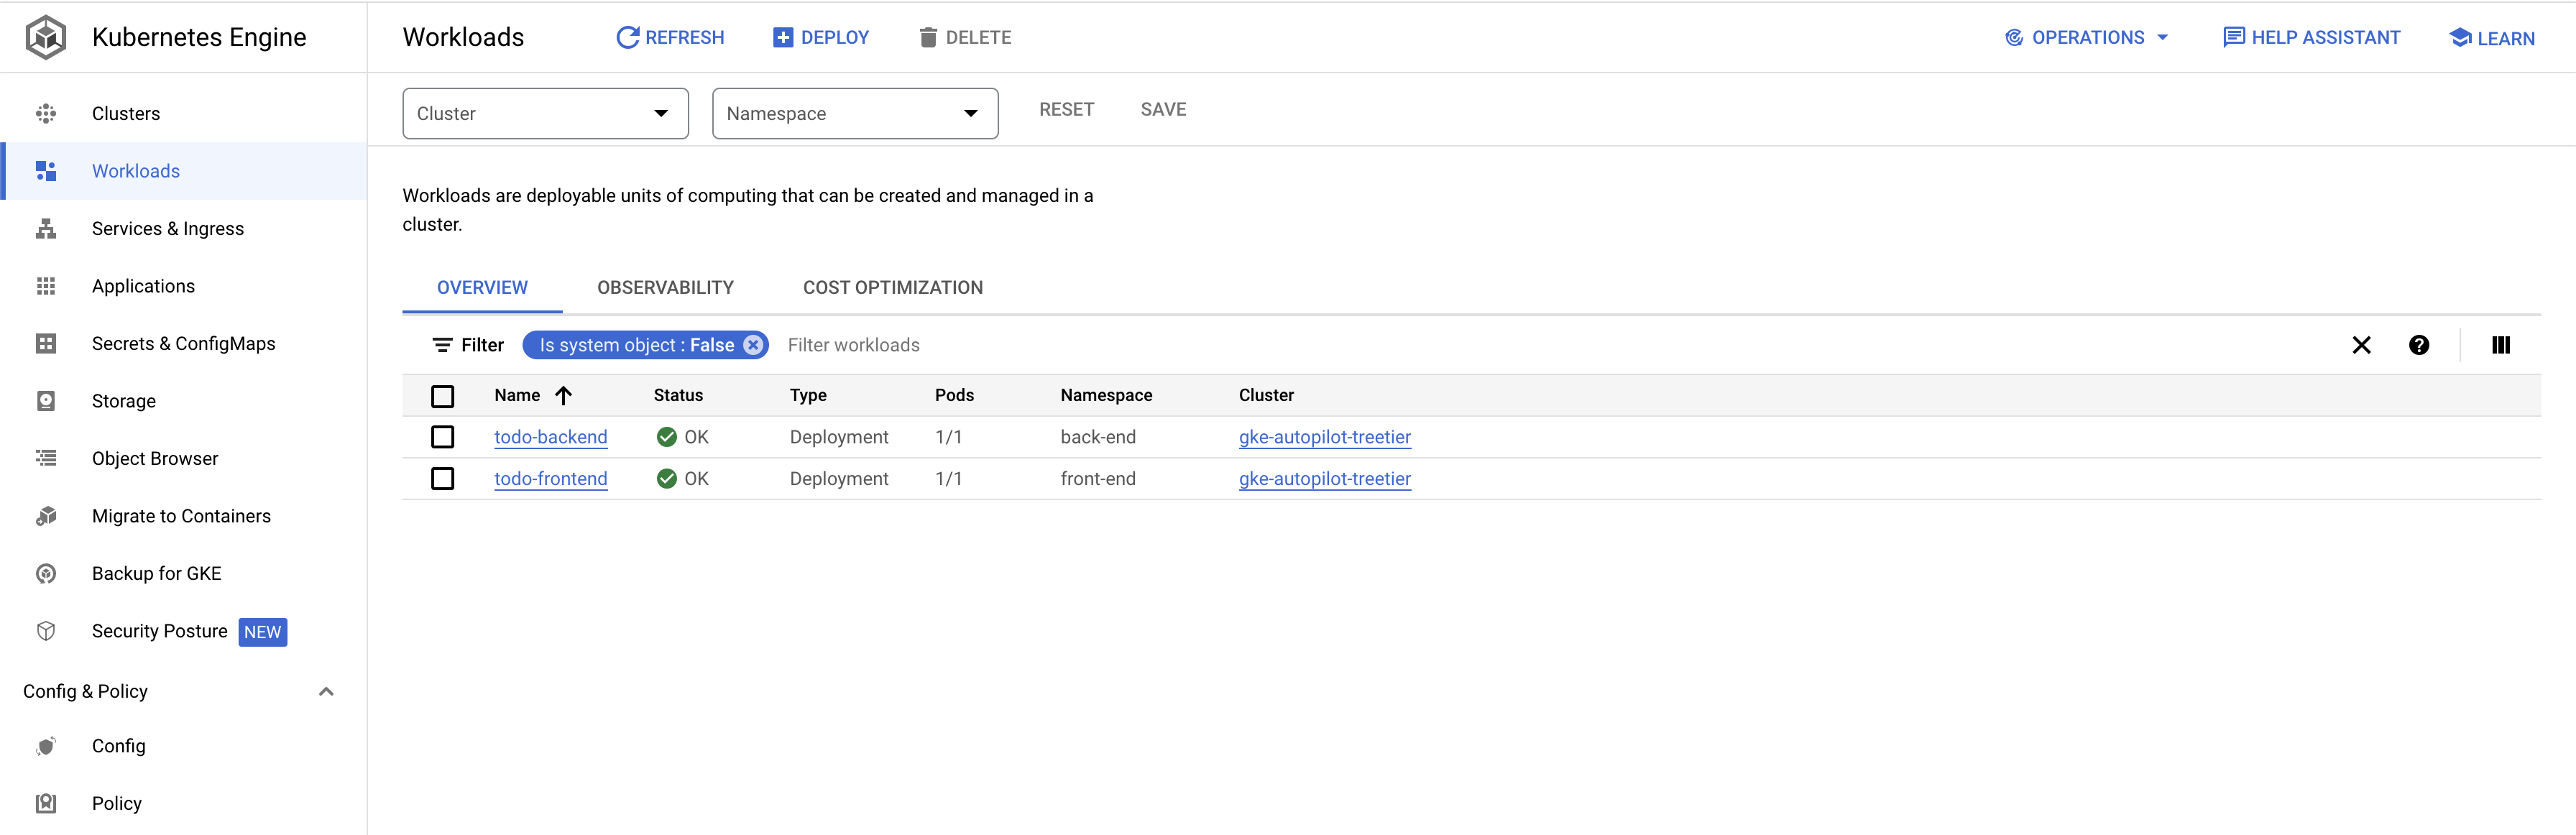 Kubernetes Engine
Workloads
REFRESH
DEPLOY
DELETE
OPERATIONS
HELP ASSISTANT
LEARN
Clusters
Workloads
Services & Ingress
Applications
Secrets & ConfigMaps
Storage
Object Browser
Migrate to Containers
Backup for GKE
Security Posture NEW
Config & Policy
Config
Policy
Cluster
Namespace
RESET
SAVE
Workloads are deployable units of computing that can be created and managed in a
cluster.
OVERVIEW OBSERVABILITY COST OPTIMIZATION
Filter Is system object : False Filter workloads
Name Status Type Pods Namespace Cluster
todo-backend OK Deployment 1/1 back-end gke-autopilot-treetier
todo-frontend OK Deployment 1/1 front-end gke-autopilot-treetier